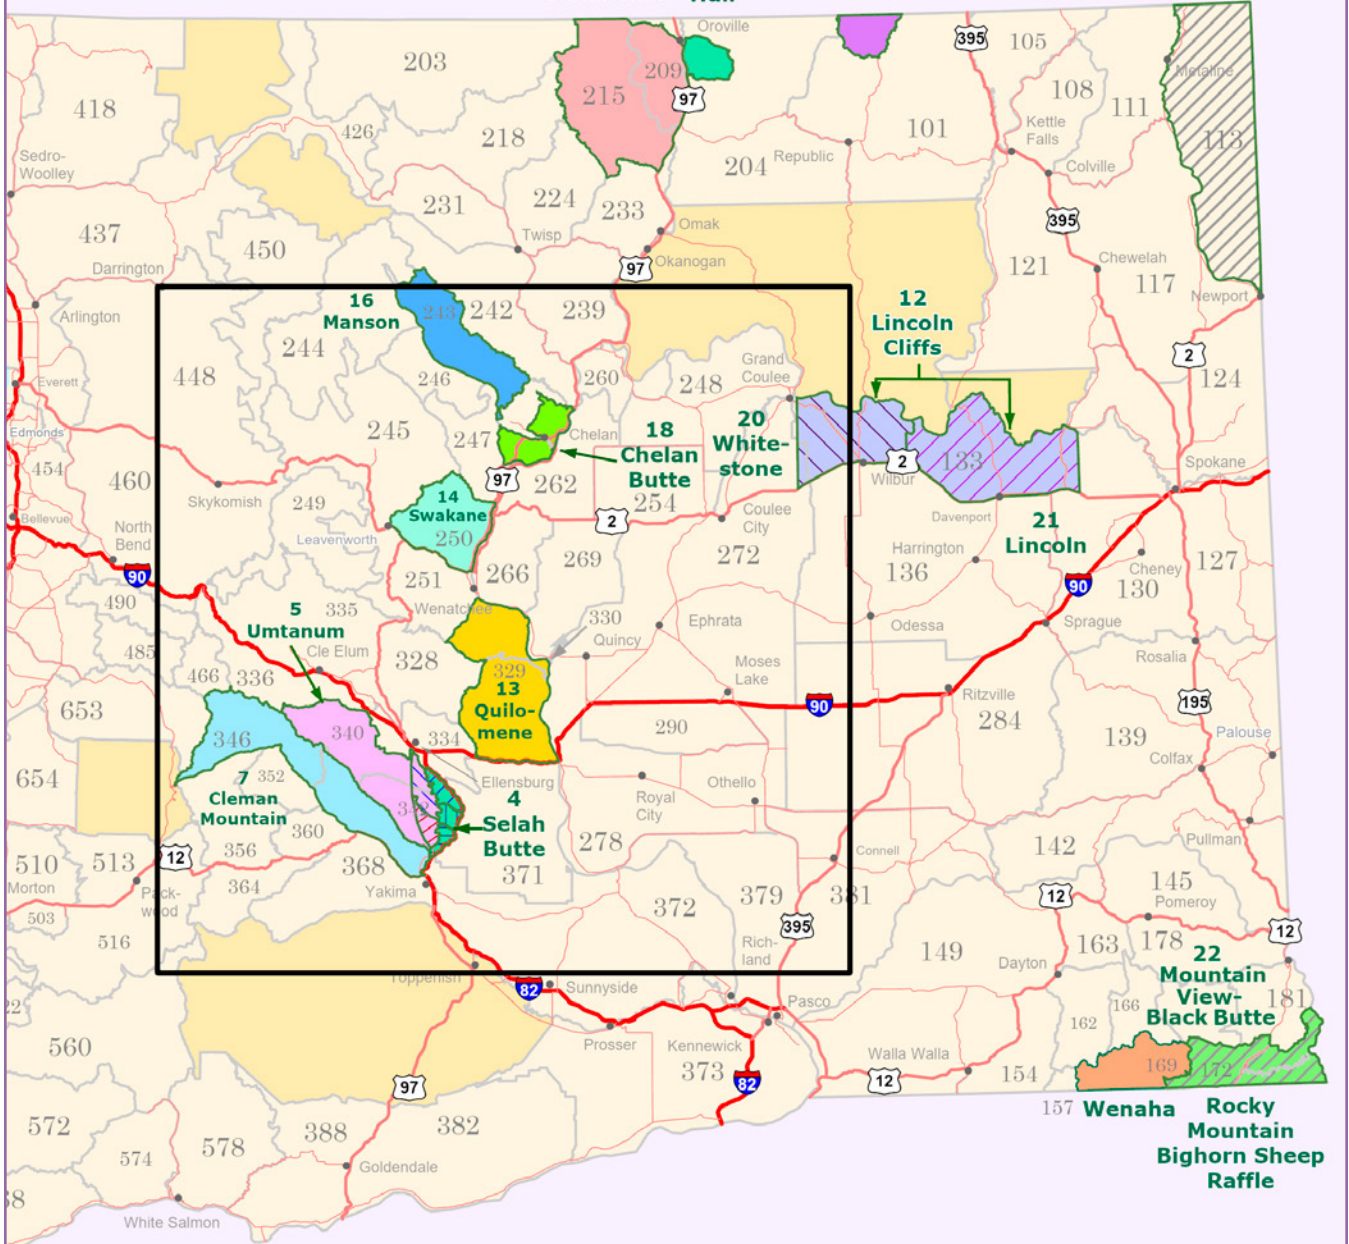 Hall
Oroville
203
395
105
215
209
97
Metaline
418
108
111
Kettle
Falls
426
218
101
113
Sedro-
Woolley
204
Republic
Colville
231
224
233
395
437
Twisp
Omak
Okanogan
97
450
Darrington
121
Chewelah
117
Newport
16
Manson
243
242
239
12
Lincoln
Cliffs
Arlington
244
448
246
260
248
Grand
Coulee
2
124
Everett
Edmonds
245
247
Chelan
18
Chelan
Butte
20
White-
stone
133
2
Wilbur
Spokane
454
460
Skykomish
97
262
254
14
Swakane
250
249
2
Coulee
City
Davenport
21
Lincoln
Bellevue
North
Bend
Leavenworth
269
272
Harrington
136
Cheney
127
90
251
266
90
130
490
5
Umtanum
335
Wenatchee
330
Quincy
Ephrata
Odessa
Sprague
485
Cle Elum
328
329
Moses
Lake
Rosalia
466
336
13
Quilo-
mene
90
Ritzville
195
653
346
340
334
290
284
139
Palouse
Colfax
654
7
Cleman
Mountain
352
Ellensburg
Othello
342
4
Selah
Butte
Royal
City
360
278
Pullman
510
513
12
356
368
371
Connell
142
Morton
Pack-
wood
364
Yakima
379
381
12
145
Pomeroy
503
372
395
516
Rich-
land
149
163
178
12
22
Mountain
View-
Black Butte
Dayton
Toppenish
82
Sunnyside
Pasco
166
181
22
162
560
Prosser
Kennewick
373
82
Walla Walla
12
154
169
172
97
157
Wenaha
Rocky
Mountain
Bighorn Sheep
Raffle
572
574
578
388
382
Goldendale
White Salmon